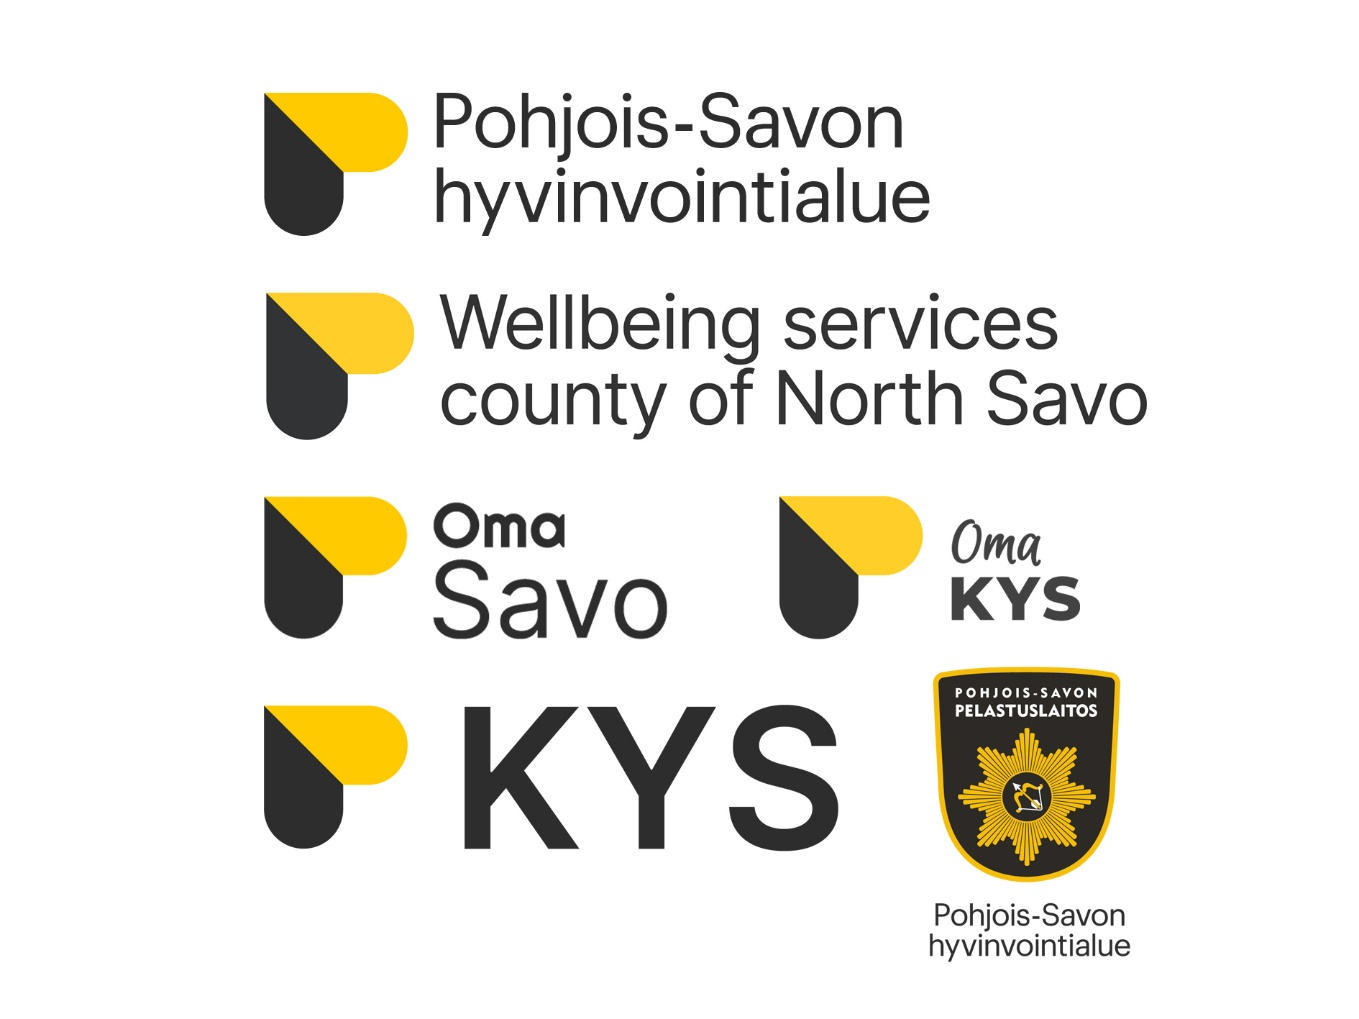 Pohjois-Savon
hyvinvointialue
Wellbeing services
county of North Savo
Oma
Savo
Oma
KYS
KYS
POHJOIS-SAVON
PELASTUSLAITOS
Pohjois-Savon
hyvinvointialue